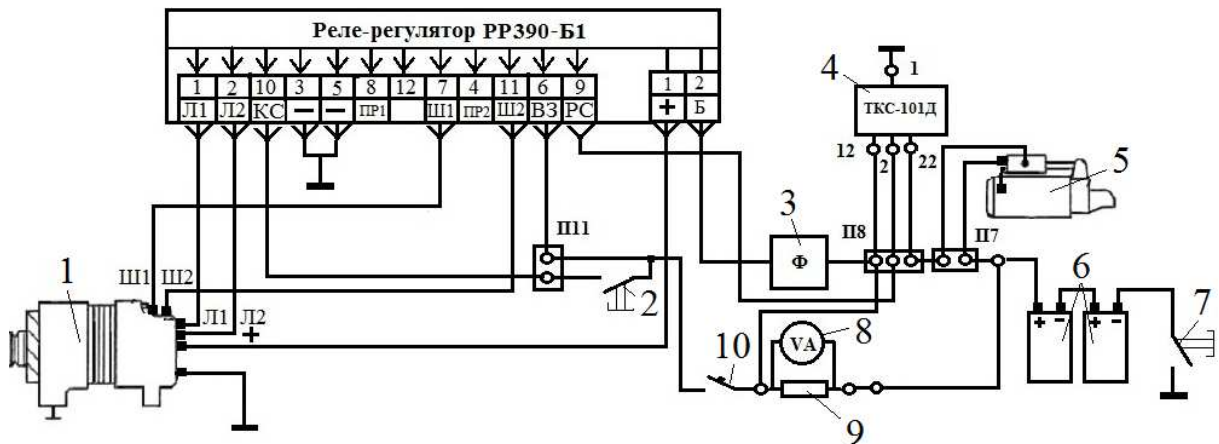 Реле-регулятор РР390-Б1
1 2 10 3 5 8 12 7 4 11 6 9
Л1 Л2 КС − − ПР1 Ш1 ПР2 Ш2 ВЗ РС
1 2
+ Б
4
1
ТКС-101Д
12 2 22
5
3
Ф
П8
П7
П11
2
Ш1 Ш2
1
Л1 Л2
+
6
+ - + -
7
8
VA
10
9